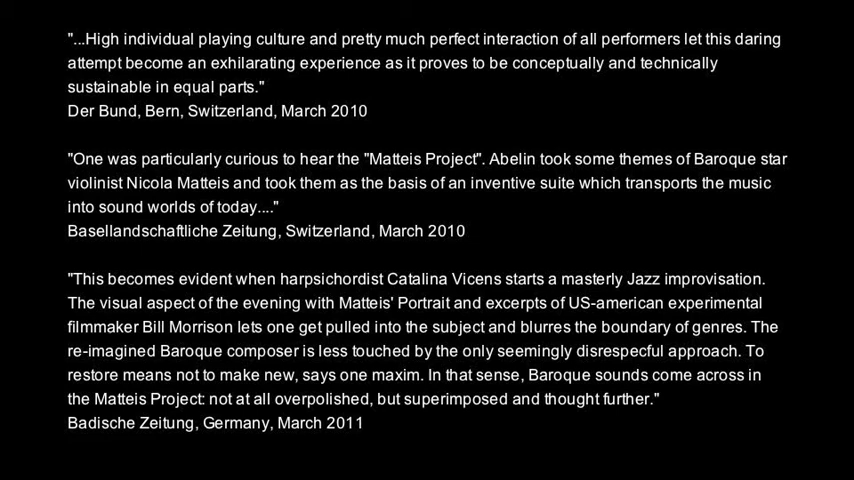 "...High individual playing culture and pretty much perfect interaction of all performers let this daring
attempt become an exhilarating experience as it proves to be conceptually and technically
sustainable in equal parts."
Der Bund, Bern, Switzerland, March 2010
"One was particularly curious to hear the "Matteis Project". Abelin took some themes of Baroque star
violinist Nicola Matteis and took them as the basis of an inventive suite which transports the music
into sound worlds of today...."
Basellandschaftliche Zeitung, Switzerland, March 2010
"This becomes evident when harpsichordist Catalina Vicens starts a masterly Jazz improvisation.
The visual aspect of the evening with Matteis' Portrait and excerpts of US-american experimental
filmmaker Bill Morrison lets one get pulled into the subject and blurres the boundary of genres. The
re-imagined Baroque composer is less touched by the only seemingly disrespecful approach. To
restore means not to make new, says one maxim. In that sense, Baroque sounds come across in
the Matteis Project: not at all overpolished, but superimposed and thought further."
Badische Zeitung, Germany, March 2011